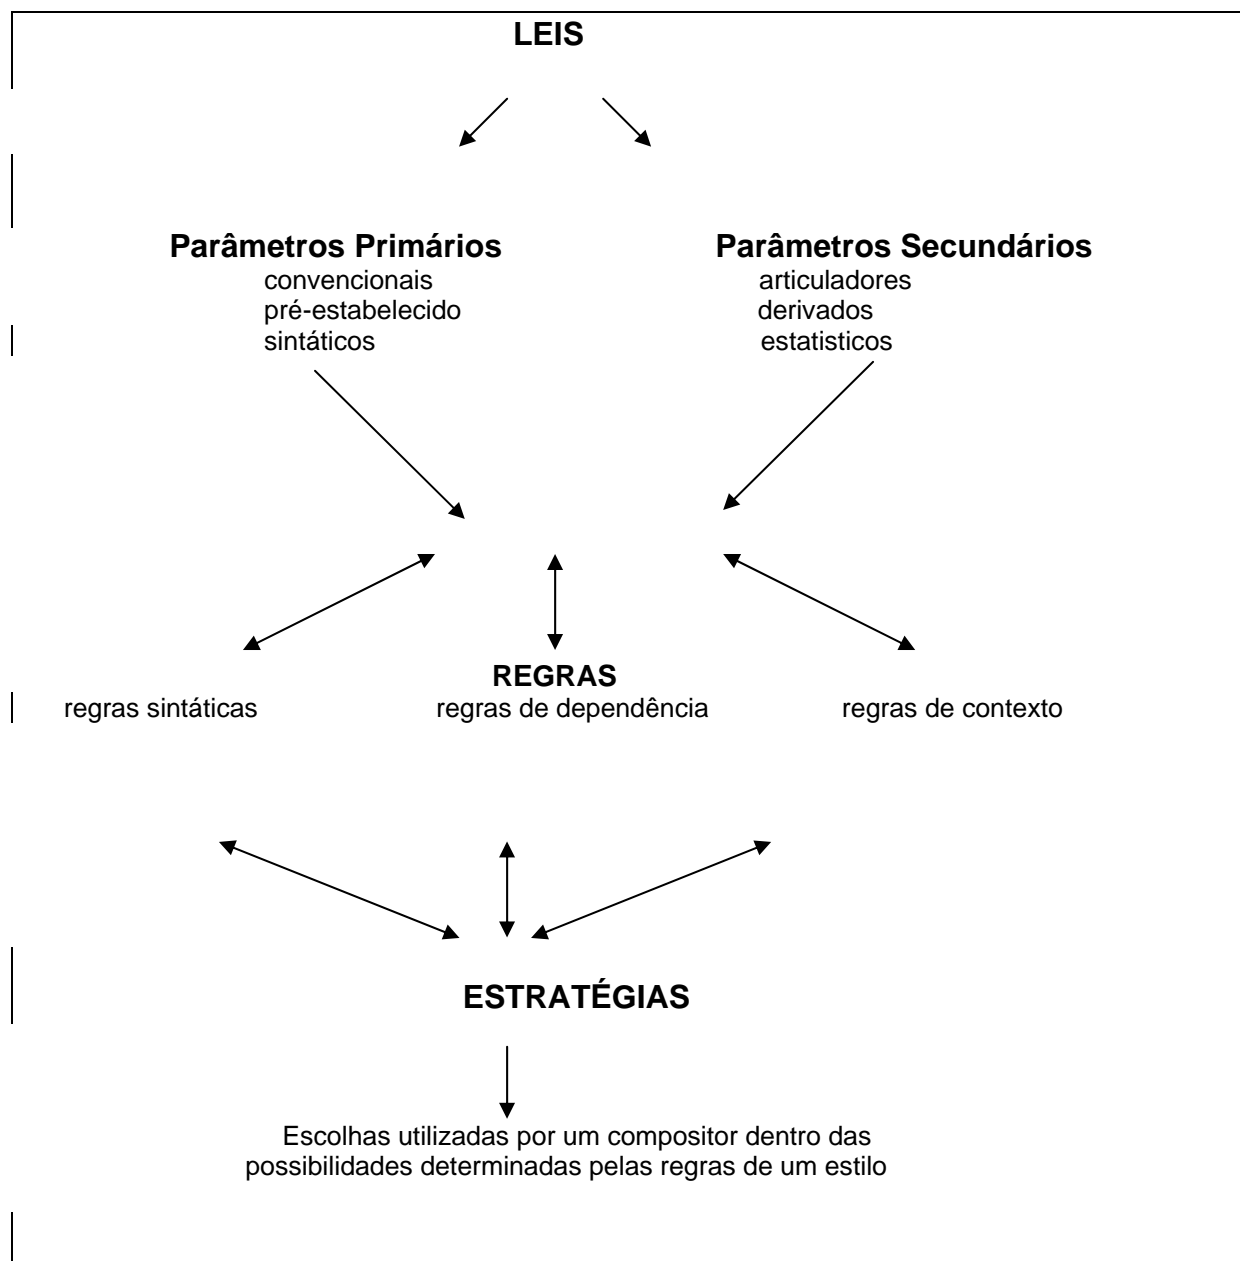 LEIS
Parâmetros Primários
convencionais
pré-estabelecido
sintáticos
Parâmetros Secundários
articuladores
derivados
estatisticos
REGRAS
regras sintáticas
regras de dependência
regras de contexto
ESTRATÉGIAS
Escolhas utilizadas por um compositor dentro das
possibilidades determinadas pelas regras de um estilo